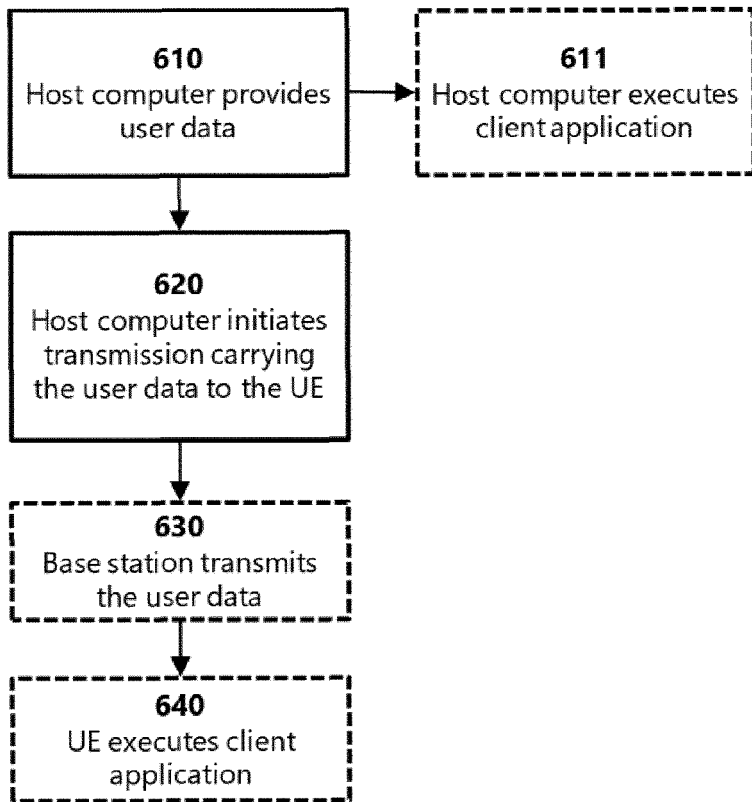 610
Host computer provides
user data
611
Host computer executes
client application
620
Host computer initiates
transmission carrying
the user data to the UE
630
Base station transmits
the user data
640
UE executes client
application